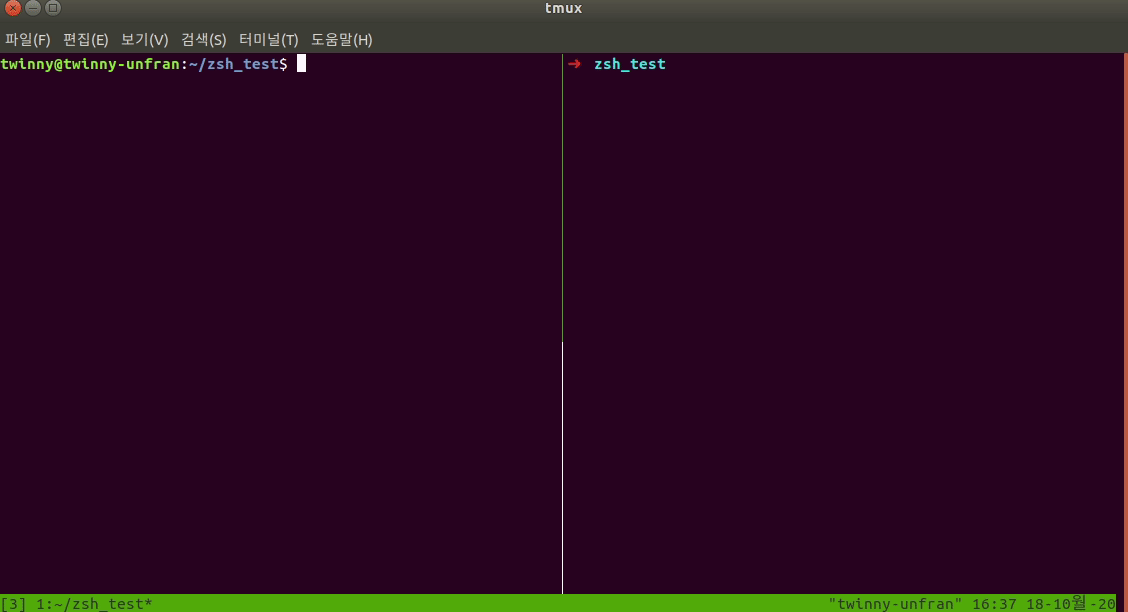 tmux
파일(F) 편집(E) 보기(V) 검색(S) 터미널(T) 도움말(H)
twinny@twinny-unfran:~/zsh_test$
➜ zsh_test
[3] 1:~/zsh_test* "twinny-unfran" 16:37 18-10월-20